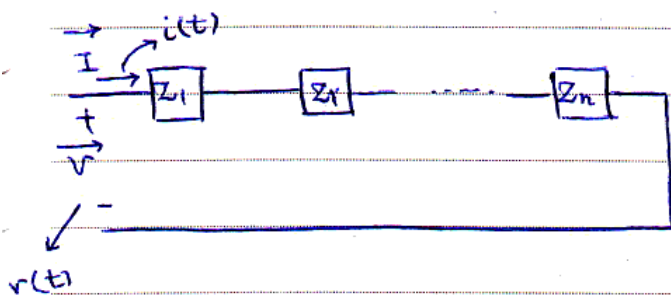 i(t)
I
Z1 Z2 ..... Zn
+
V
-
v(t)